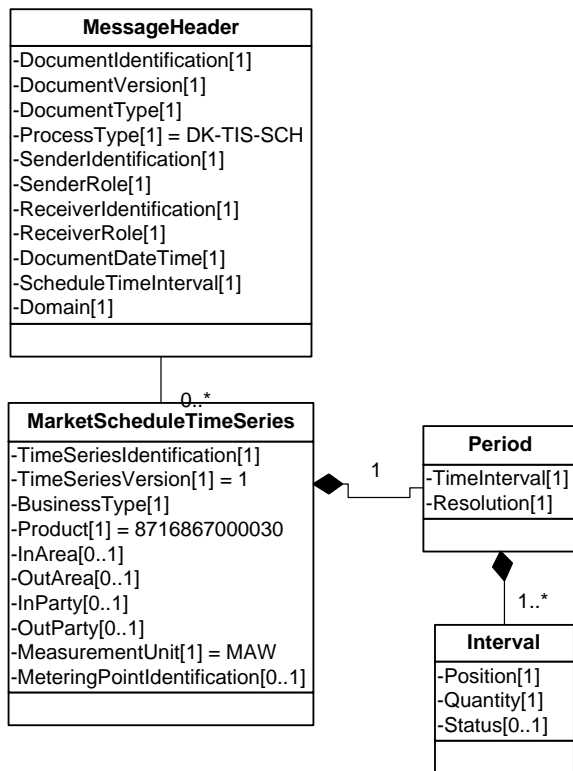 MessageHeader
-DocumentIdentification[1]
-DocumentVersion[1]
-DocumentType[1]
-ProcessType[1] = DK-TIS-SCH
-SenderIdentification[1]
-SenderRole[1]
-ReceiverIdentification[1]
-ReceiverRole[1]
-DocumentDateTime[1]
-ScheduleTimeInterval[1]
-Domain[1]
0..*
MarketScheduleTimeSeries
-TimeSeriesIdentification[1]
-TimeSeriesVersion[1] = 1
-BusinessType[1]
-Product[1] = 8716867000030
-InArea[0..1]
-OutArea[0..1]
-InParty[0..1]
-OutParty[0..1]
-MeasurementUnit[1] = MAW
-MeteringPointIdentification[0..1]
1
Period
-TimeInterval[1]
-Resolution[1]
1..*
Interval
-Position[1]
-Quantity[1]
-Status[0..1]